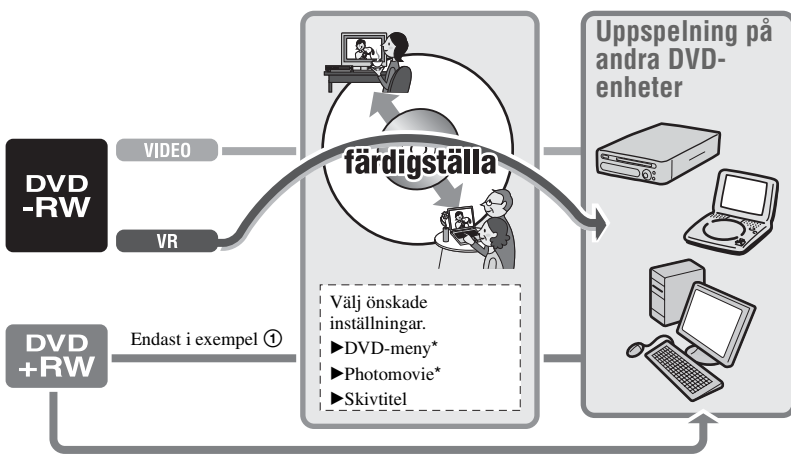 Uppspelning på
andra DVD-
enheter
VIDEO
färdigställa
DVD
-RW
VR
Välj önskade
inställningar.
►DVD-meny*
►Photomovie*
►Skivtitel
Endast i exempel ①
DVD
+RW